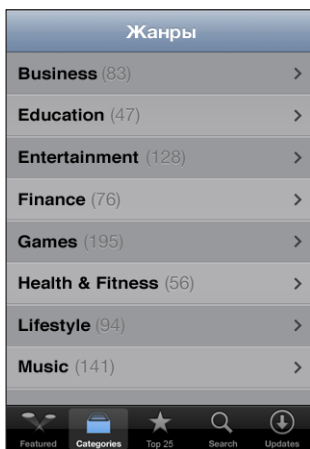 Жанры
Business (83)
Education (47)
Entertainment (128)
Finance (76)
Games (195)
Health & Fitness (56)
Lifestyle (94)
Music (141)
Featured Categories Top 25 Search Updates